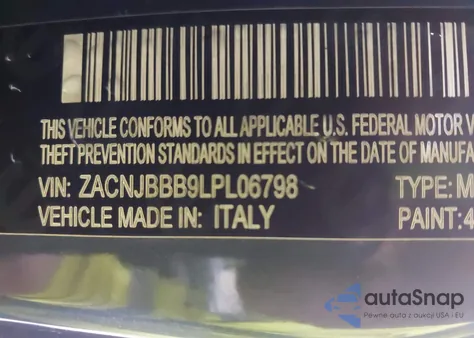 THIS VEHICLE CONFORMS TO ALL APPLICABLE U.S. FEDERAL MOTOR V
THEFT PREVENTION STANDARDS IN EFFECT ON THE DATE OF MANUFA
VIN: ZACNJBBB9LPL06798 TYPE: M
VEHICLE MADE IN: ITALY PAINT: 4
autaSnap
Pewne auto z aukcji USA - EU